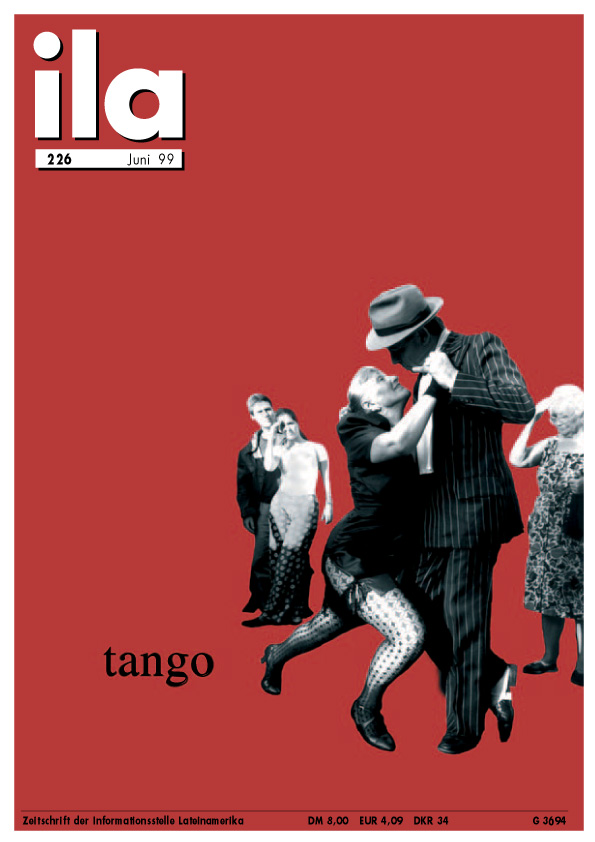 ila
226 Juni 99
tango
Zeitschrift der Informationsstelle Lateinamerika DM 8,00 EUR 4,09 DKR 34 G 3694